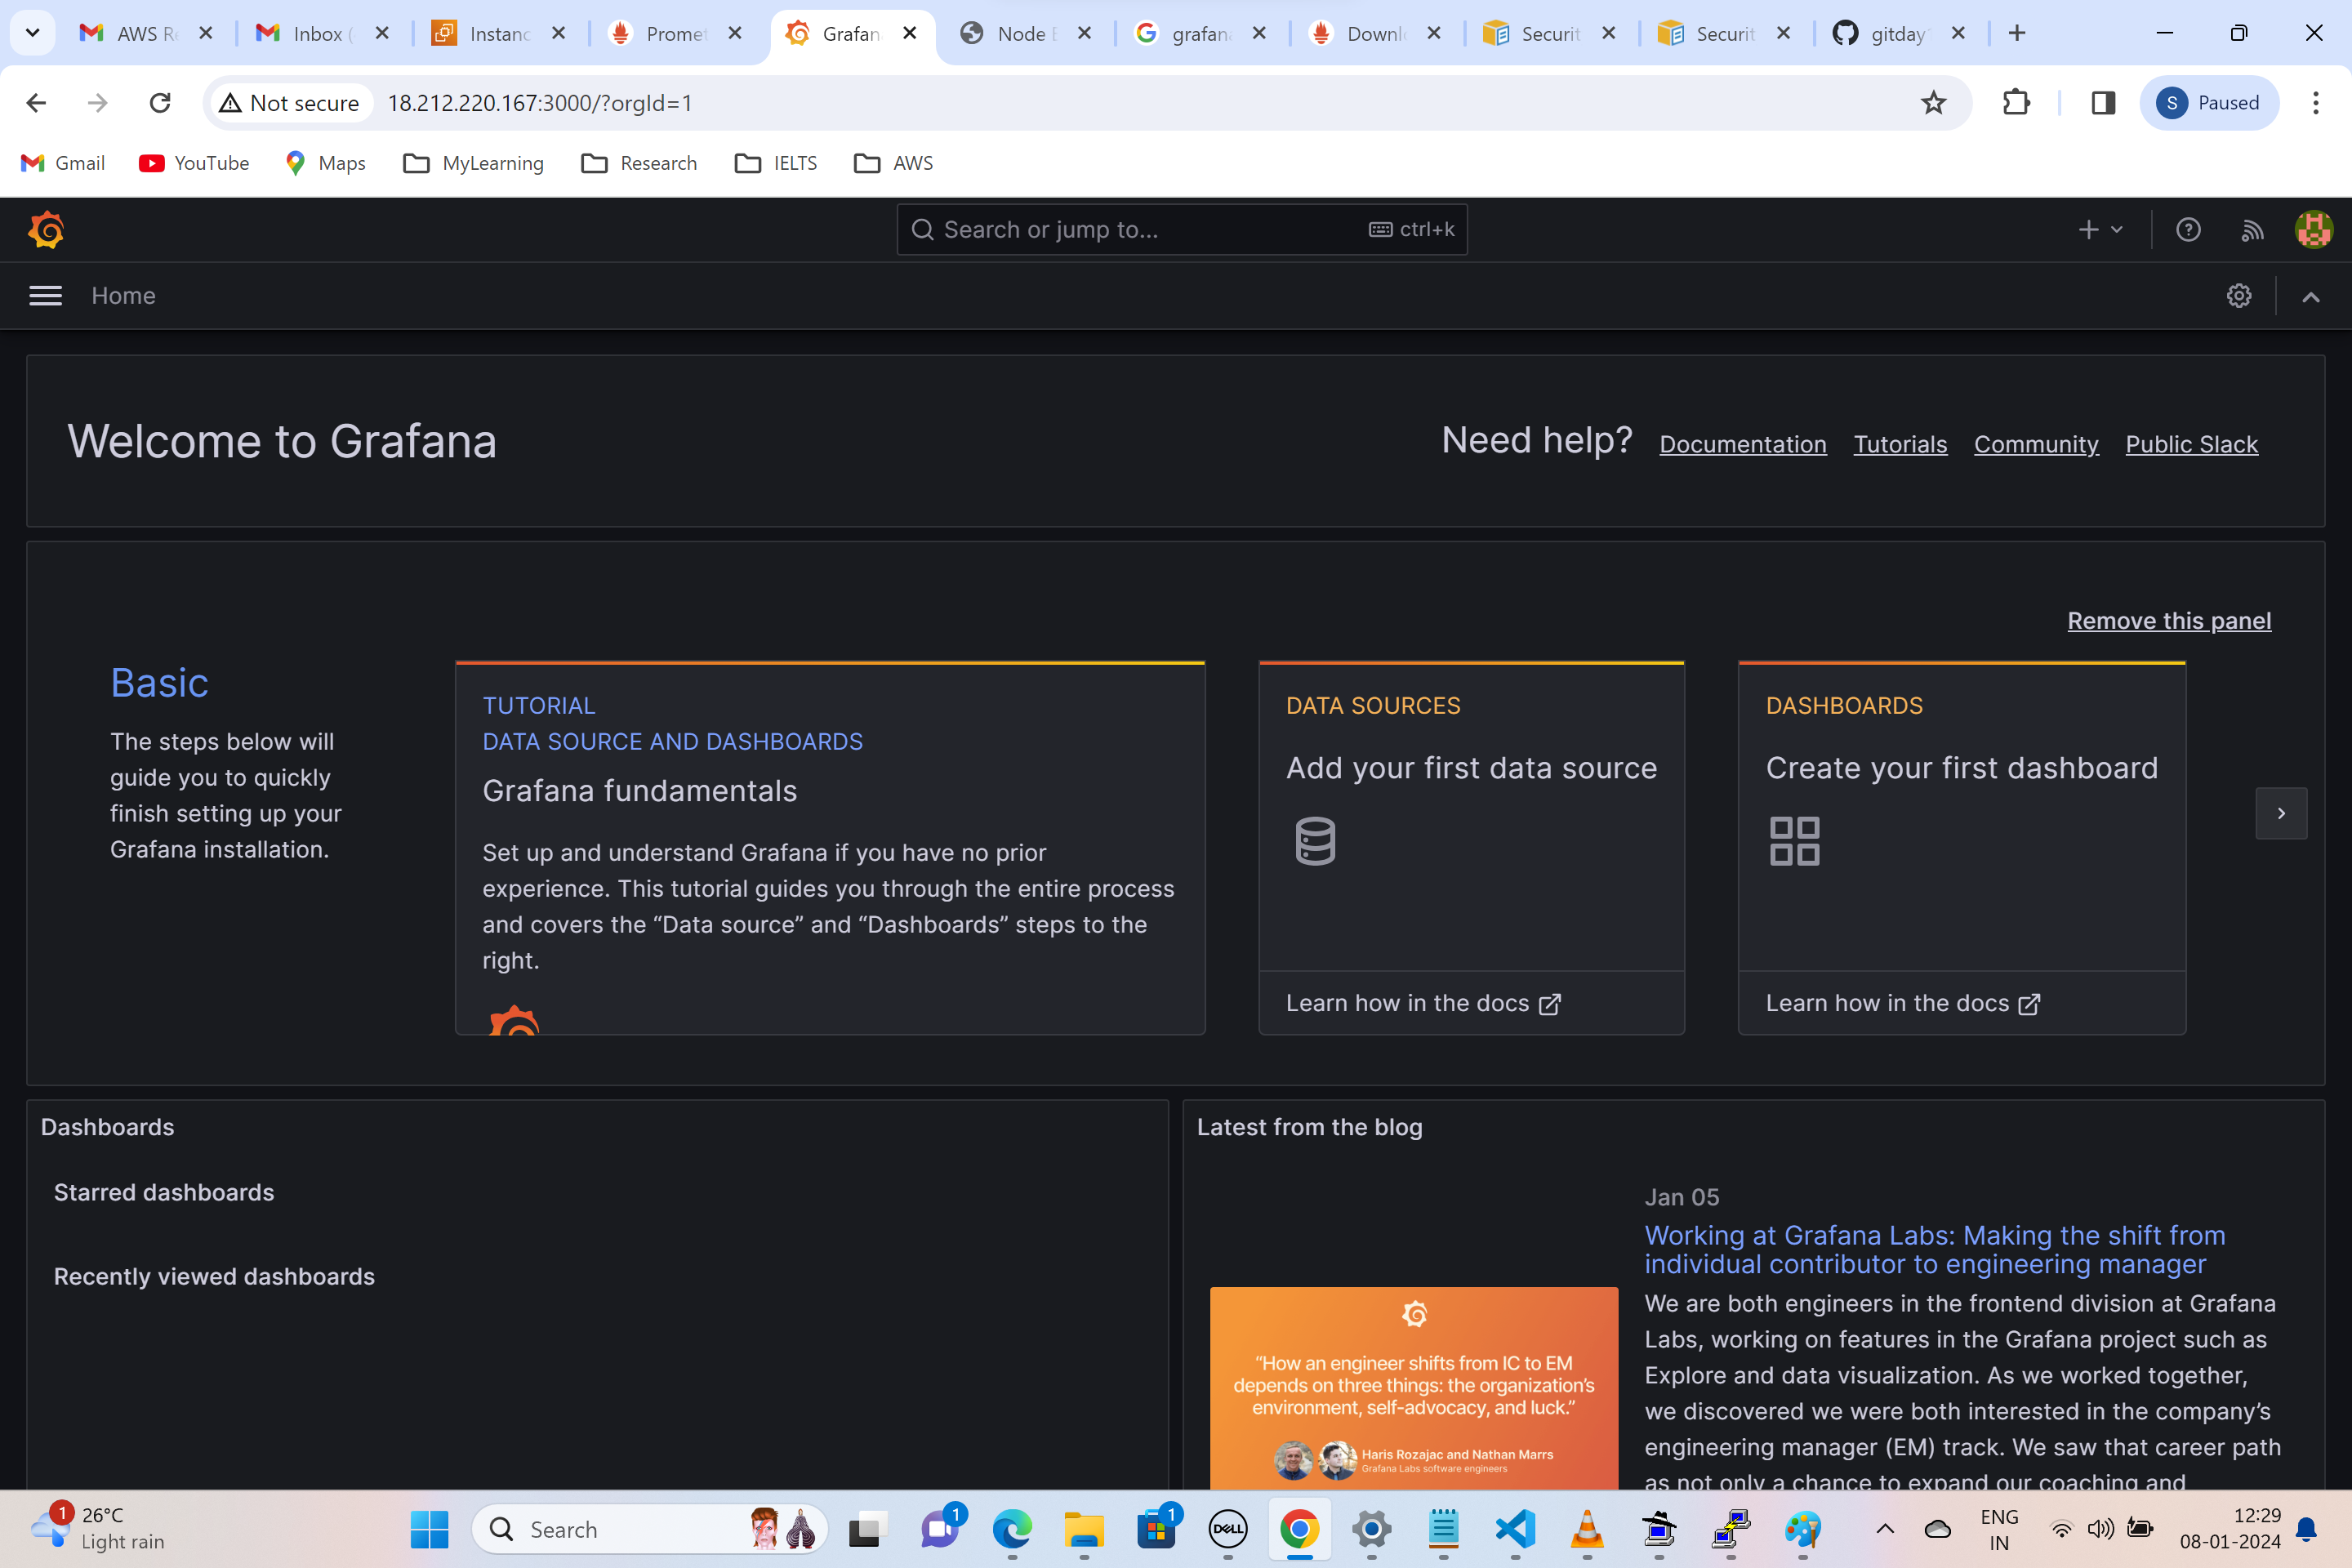 AWS Re
Inbox (
Instanc
Promet
Grafan
Node E
grafan
Downl
Securit
Securit
gitday
Not secure
18.212.220.167:3000/?orgId=1
S
Paused
Gmail
YouTube
Maps
MyLearning
Research
IELTS
AWS
Search or jump to...
ctrl+k
Home
Welcome to Grafana
Need help?
Documentation
Tutorials
Community
Public Slack
Remove this panel
Basic
The steps below will
guide you to quickly
finish setting up your
Grafana installation.
TUTORIAL
DATA SOURCE AND DASHBOARDS
Grafana fundamentals
Set up and understand Grafana if you have no prior
experience. This tutorial guides you through the entire process
and covers the “Data source” and “Dashboards” steps to the
right.
DATA SOURCES
Add your first data source
Learn how in the docs
DASHBOARDS
Create your first dashboard
Learn how in the docs
Dashboards
Starred dashboards
Recently viewed dashboards
Latest from the blog
Jan 05
Working at Grafana Labs: Making the shift from
individual contributor to engineering manager
We are both engineers in the frontend division at Grafana
Labs, working on features in the Grafana project such as
Explore and data visualization. As we worked together,
we discovered we were both interested in the company’s
engineering manager (EM) track. We saw that career path
as not only a chance to expand our coaching and
“How an engineer shifts from IC to EM
depends on three things: the organization’s
environment, self-advocacy, and luck.”
Haris Rozajac and Nathan Marrs
Grafana Labs software engineers
1
26°C
Light rain
Search
1
1
DELL
ENG
IN
12:29
08-01-2024